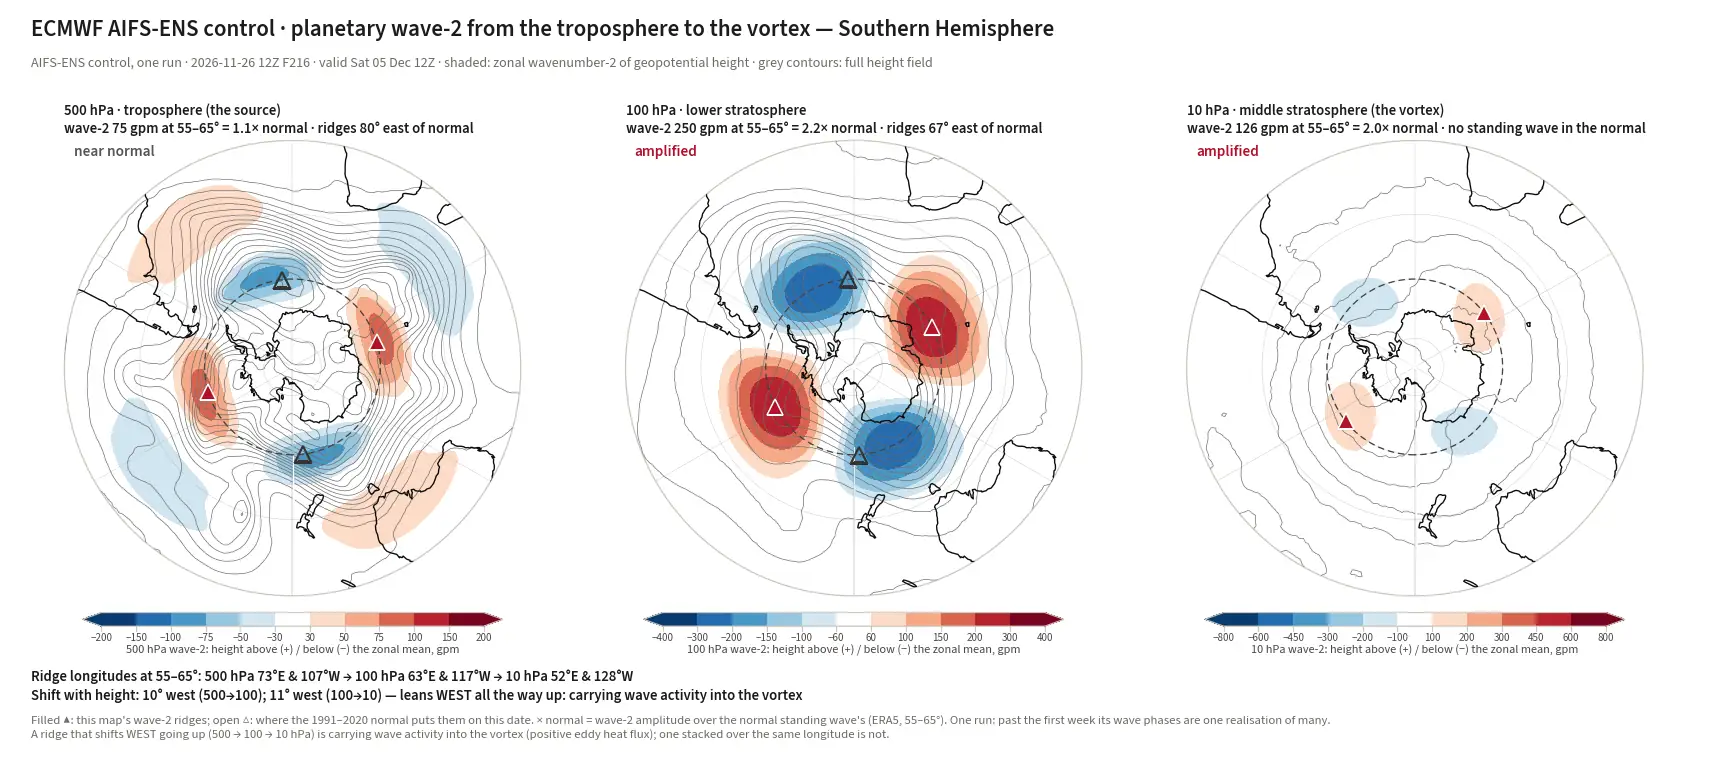 ECMWF AIFS-ENS control · planetary wave-2 from the troposphere to the vortex — Southern Hemisphere
AIFS-ENS control, one run · 2026-11-26 12Z F216 · valid Sat 05 Dec 12Z · shaded: zonal wavenumber-2 of geopotential height · grey contours: full height field
500 hPa · troposphere (the source)
wave-2 75 gpm at 55–65° = 1.1× normal · ridges 80° east of normal
near normal
100 hPa · lower stratosphere
wave-2 250 gpm at 55–65° = 2.2× normal · ridges 67° east of normal
amplified
10 hPa · middle stratosphere (the vortex)
wave-2 126 gpm at 55–65° = 2.0× normal · no standing wave in the normal
amplified
−200 −150 −100 −75 −50 −30 30 50 75 100 150 200
500 hPa wave-2: height above (+) / below (−) the zonal mean, gpm
−400 −300 −200 −150 −100 −60 60 100 150 200 300 400
100 hPa wave-2: height above (+) / below (−) the zonal mean, gpm
−800 −600 −450 −300 −200 −100 100 200 300 450 600 800
10 hPa wave-2: height above (+) / below (−) the zonal mean, gpm
Ridge longitudes at 55–65°: 500 hPa 73°E & 107°W → 100 hPa 63°E & 117°W → 10 hPa 52°E & 128°W
Shift with height: 10° west (500→100); 11° west (100→10) — leans WEST all the way up: carrying wave activity into the vortex
Filled ▲: this map's wave-2 ridges; open △: where the 1991–2020 normal puts them on this date. × normal = wave-2 amplitude over the normal standing wave's (ERA5, 55–65°). One run: past the first week its wave phases are one realisation of many.
A ridge that shifts WEST going up (500 → 100 → 10 hPa) is carrying wave activity into the vortex (positive eddy heat flux); one stacked over the same longitude is not.